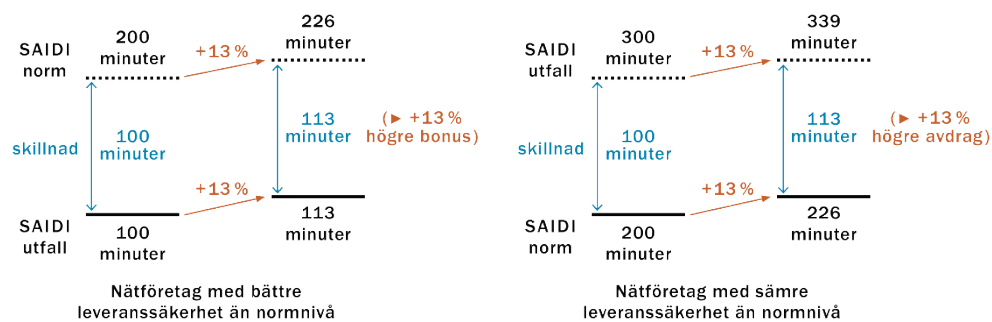 SAIDI
norm
200
minuter
+13 %
226
minuter
skillnad
100
minuter
113
minuter
(► +13 %
högre bonus)
SAIDI
utfall
100
minuter
+13 %
113
minuter
Nätföretag med bättre
leveranssäkerhet än normnivå
SAIDI
utfall
300
minuter
+13 %
339
minuter
skillnad
100
minuter
113
minuter
(► +13 %
högre avdrag)
SAIDI
norm
200
minuter
+13 %
226
minuter
Nätföretag med sämre
leveranssäkerhet än normnivå